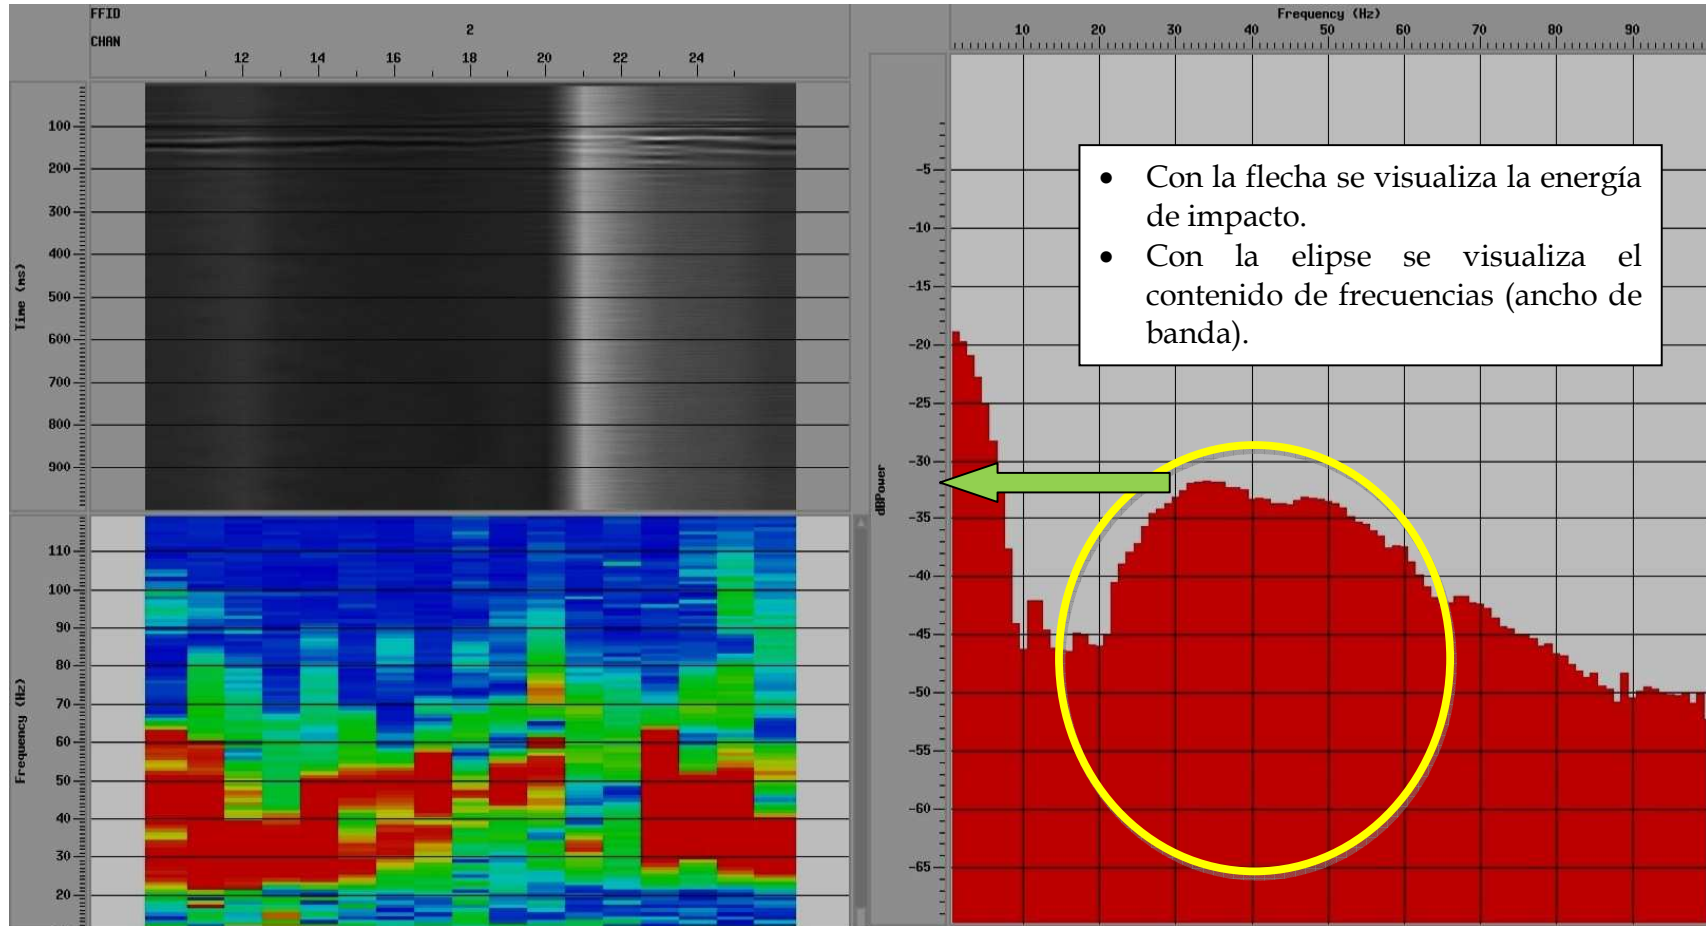 FFID
2
CHAN
12 14 16 18 20 22 24
100
200
300
400
500
600
700
800
900
Time (ms)
110
100
90
80
70
60
50
40
30
20
Frequency (Hz)
Frequency (Hz)
10 20 30 40 50 60 70 80 90
-5
-10
-15
-20
-25
-30
-35
-40
-45
-50
-55
-60
-65
dBPower
• Con la flecha se visualiza la energía
de impacto.
• Con la elipse se visualiza el
contenido de frecuencias (ancho de
banda).